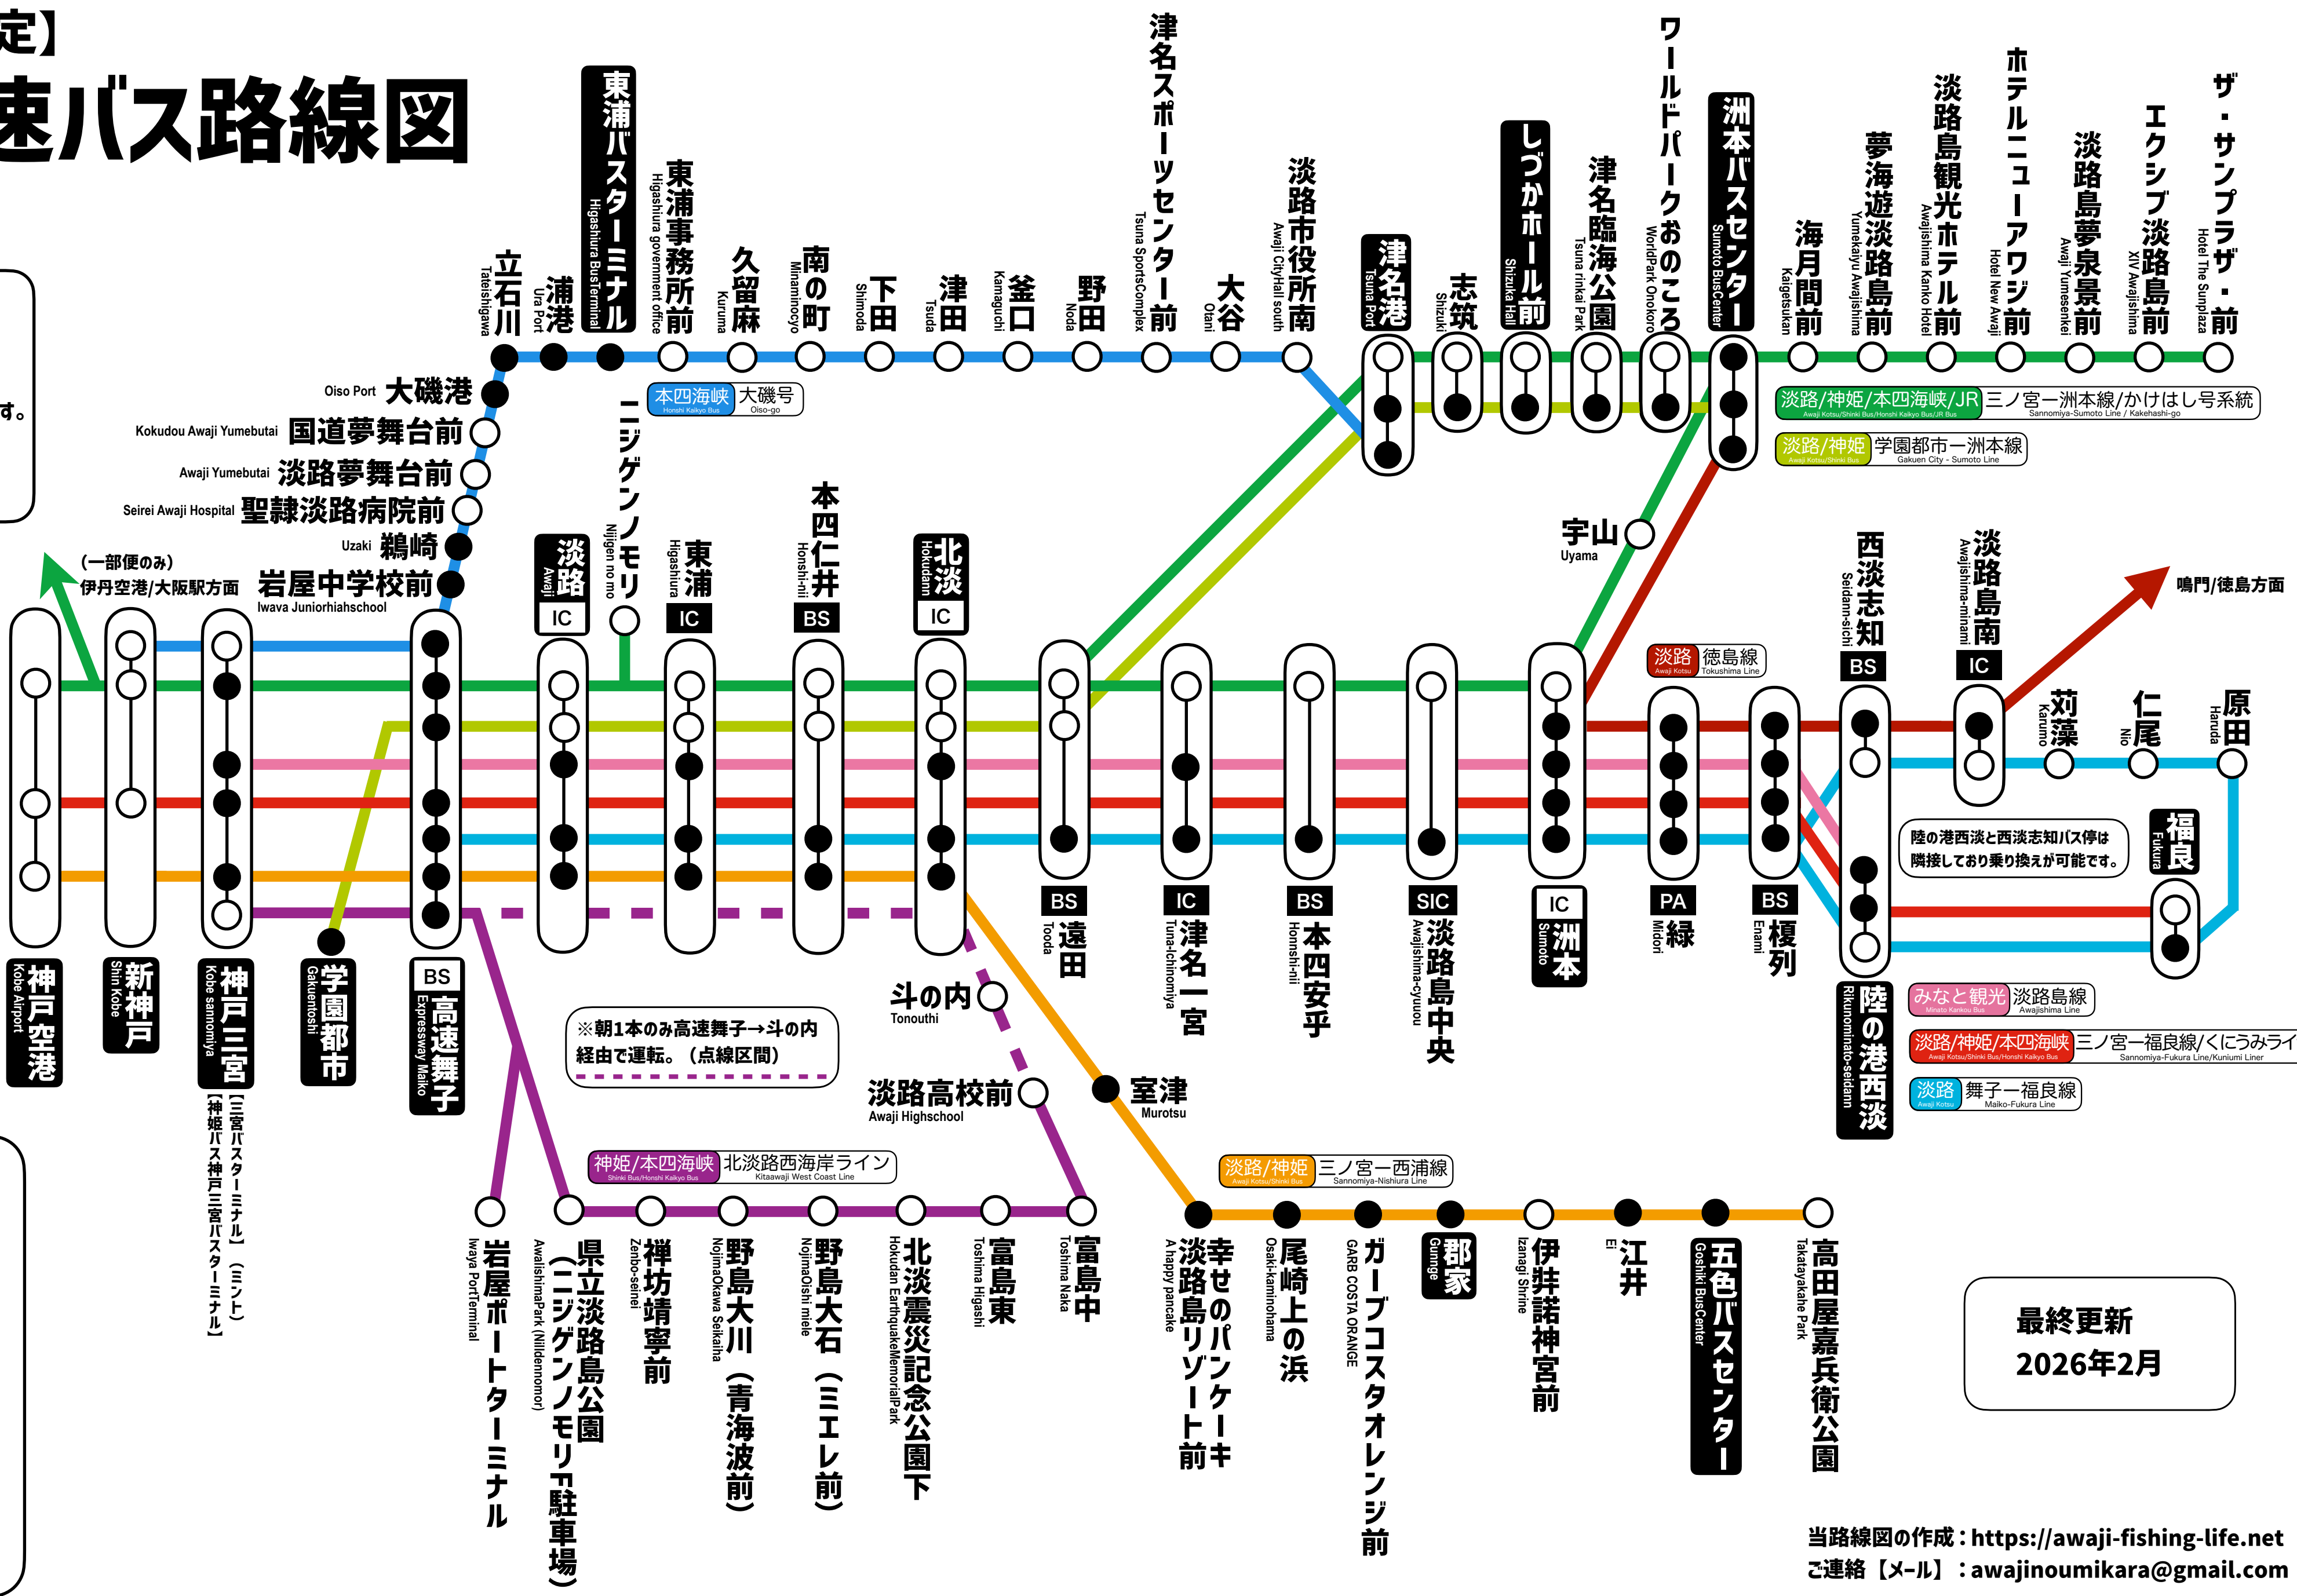 定】
速バス路線図
す。
立石川
Tateishigawa
浦港
Ura Port
東浦バスターミナル
Higashiura BusTerminal
東浦事務所前
Higashiura government office
久留麻
Kuruma
南の町
Minaminocyo
下田
Shimoda
津田
Tsuda
釜口
Kamaguchi
野田
Noda
津名スポーツセンター前
Tsuna SportsComplex
大谷
Otani
淡路市役所南
Awaji CityHall south
津名港
Tsuna Port
志筑
Shizuki
しづかホール前
Shizuka hall
津名臨海公園
Tsuna rinkai Park
ワールドパークおのころ
WorldPark Onokoro
洲本バスセンター
Sumoto BusCenter
海月間前
Kaigetsukan
夢海遊淡路島前
Yumekaiyu Awajishima
淡路島観光ホテル前
Awajishima Kanko Hotel
ホテルニューアワジ前
Hotel New Awaji
淡路島夢泉景前
Awaji Yumesenkei
エクシブ淡路島前
XIV Awajishima
ザ・サンプラザ・前
Hotel The Sunplaza
Oiso Port 大磯港
Kokudou Awaji Yumebutai 国道夢舞台前
Awaji Yumebutai 淡路夢舞台前
Seirei Awaji Hospital 聖隷淡路病院前
Uzaki 鵜崎
岩屋中学校前
Iwava Juniorhiahschool
本四海峡 大磯号
Honshi Kaikyo Bus Oiso-go
淡路/神姫/本四海峡/JR 三ノ宮ー洲本線/かけはし号系統
Awaji Kotsu/Shinki Bus/Honshi Kaikyo Bus/JR Bus Sannomiya-Sumoto Line / Kakehashi-go
淡路/神姫 学園都市ー洲本線
Awaji Kotsu/Shinki Bus Gakuen City - Sumoto Line
（一部便のみ）
伊丹空港/大阪駅方面
淡路
Awaji
IC
ニジゲンノモリ
Nijigen no mo
東浦
Higashiura
IC
本四仁井
Honshi-nii
BS
北淡
Hokudann
IC
宇山
Uyama
淡路 徳島線
Awaji Kotsu Tokushima Line
西淡志知
Seidann-sichi
BS
淡路島南
Awajishima-minami
IC
鳴門/徳島方面
苅藻
Karumo
仁尾
Nio
原田
Haruda
陸の港西淡と西淡志知バス停は
隣接しており乗り換えが可能です。
福良
Fukura
神戸空港
Kobe Airport
新神戸
Shin Kobe
神戸三宮
Kobe sannomiya
【三宮バスターミナル】（ミント）
【神姫バス神戸三宮バスターミナル】
学園都市
Gakuentoshi
BS
高速舞子
Expressway Maiko
BS
遠田
Tooda
IC
津名一宮
Tuna-Ichinomiya
BS
本四安乎
Honnshi-nii
SIC
淡路島中央
Awajishima-cyuuou
IC
洲本
Sumoto
PA
緑
Midori
BS
榎列
Enami
陸の港西淡
Rikunominato-seidann
※朝1本のみ高速舞子→斗の内
経由で運転。（点線区間）
斗の内
Tonouthi
淡路高校前
Awaji Highschool
室津
Murotsu
みなと観光 淡路島線
Minato Kankou Bus Awajishima Line
淡路/神姫/本四海峡 三ノ宮ー福良線/くにうみライ
Awaji Kotsu/Shinki Bus/Honshi Kaikyo Bus Sannomiya-Fukura Line/Kuniumi Liner
淡路 舞子ー福良線
Awaji Kotsu Maiko-Fukura Line
神姫/本四海峡 北淡路西海岸ライン
Shinki Bus/Honshi Kaikyo Bus Kitaawaji West Coast Line
淡路/神姫 三ノ宮ー西浦線
Awaji Kotsu/Shinki Bus Sannomiya-Nishiura Line
岩屋ポートターミナル
Iwaya PortTerminal
県立淡路島公園
（ニジゲンノモリF駐車場）
AwaIishimaPark (NiIIdennomor)
禅坊靖寧前
Zenbo-seinei
野島大川（青海波前）
NojimaOkawa Seikaiha
野島大石（ミエレ前）
NojimaOishi miele
北淡震災記念公園下
Hokudan EarthquakeMemorialPark
富島東
Toshima Higashi
富島中
Toshima Naka
幸せのパンケーキ
淡路島リゾート前
A happy pancake
尾崎上の浜
Osaki-kaminohama
ガーブコスタオレンジ前
GARB COSTA ORANGE
郡家
Gunnge
伊弉諾神宮前
Izanagi Shrine
江井
Ei
五色バスセンター
Goshiki BusCenter
高田屋嘉兵衛公園
Takatayakahe Park
最終更新
2026年2月
当路線図の作成：https://awaji-fishing-life.net
ご連絡【メール】：awajinoumikara@gmail.com